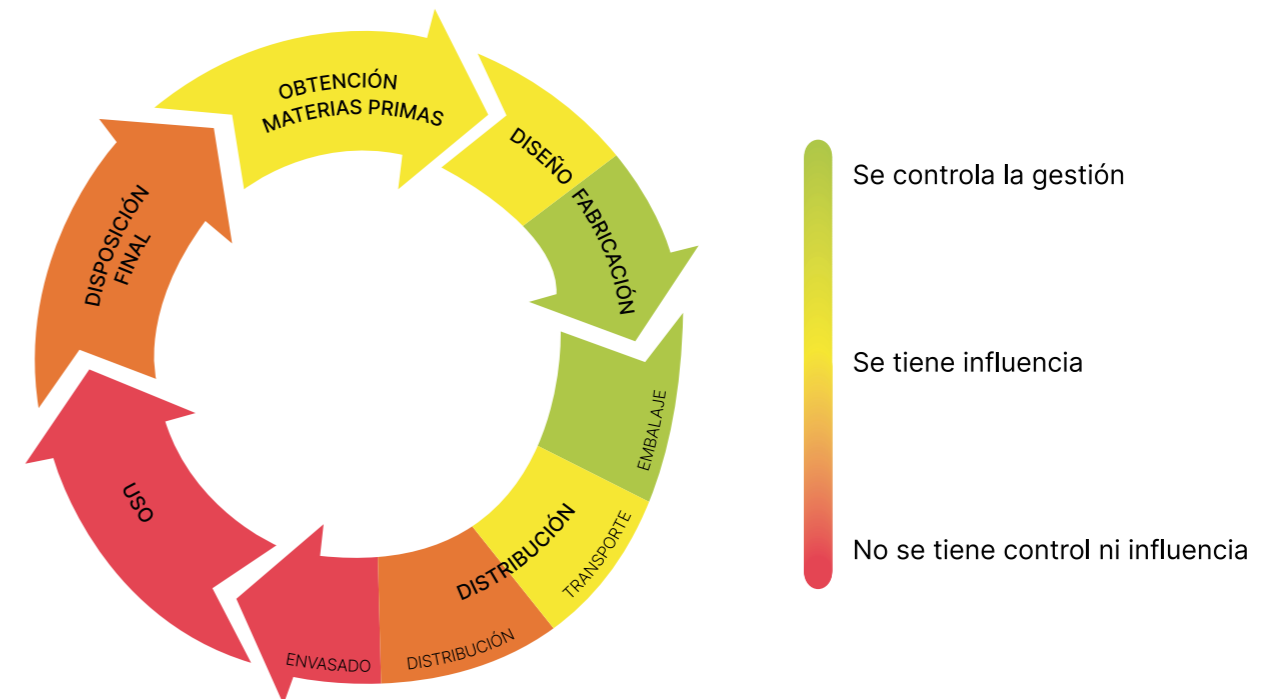 OBTENCIÓN
MATERIAS PRIMAS
DISEÑO
FABRICACIÓN
EMBALAJE
TRANSPORTE
DISTRIBUCIÓN
DISTRIBUCIÓN
ENVASADO
USO
DISPOSICIÓN
FINAL
Se controla la gestión
Se tiene influencia
No se tiene control ni influencia